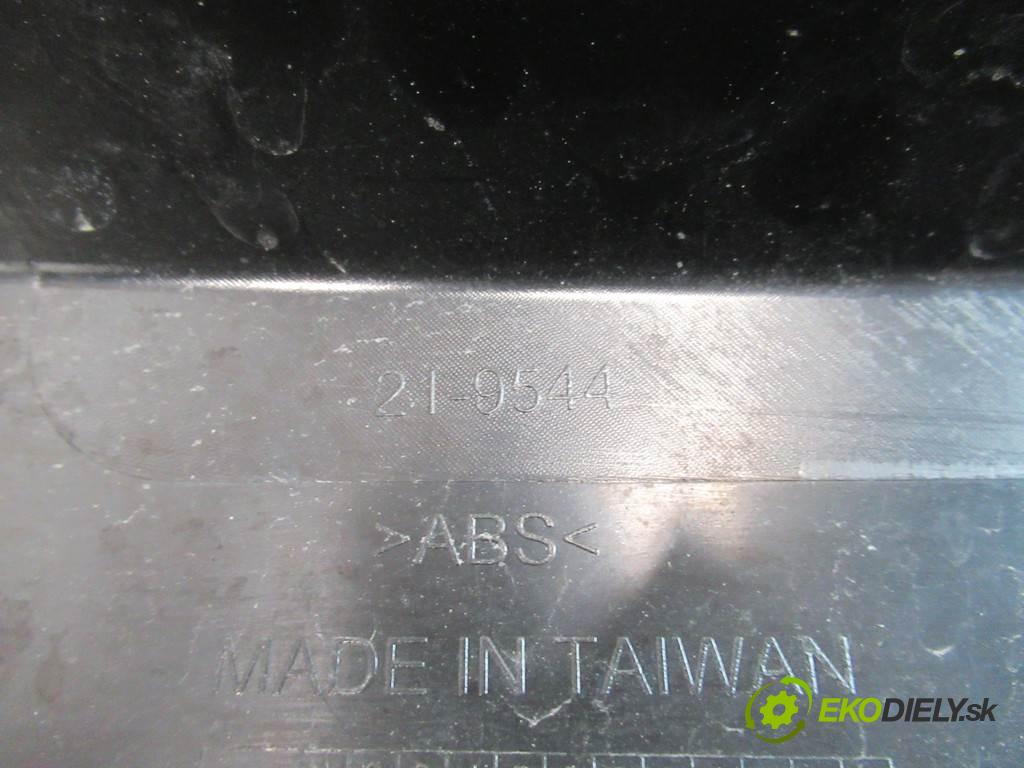 21-9544
>ABS<
MADE IN TAIWAN
EKODIELY.sk